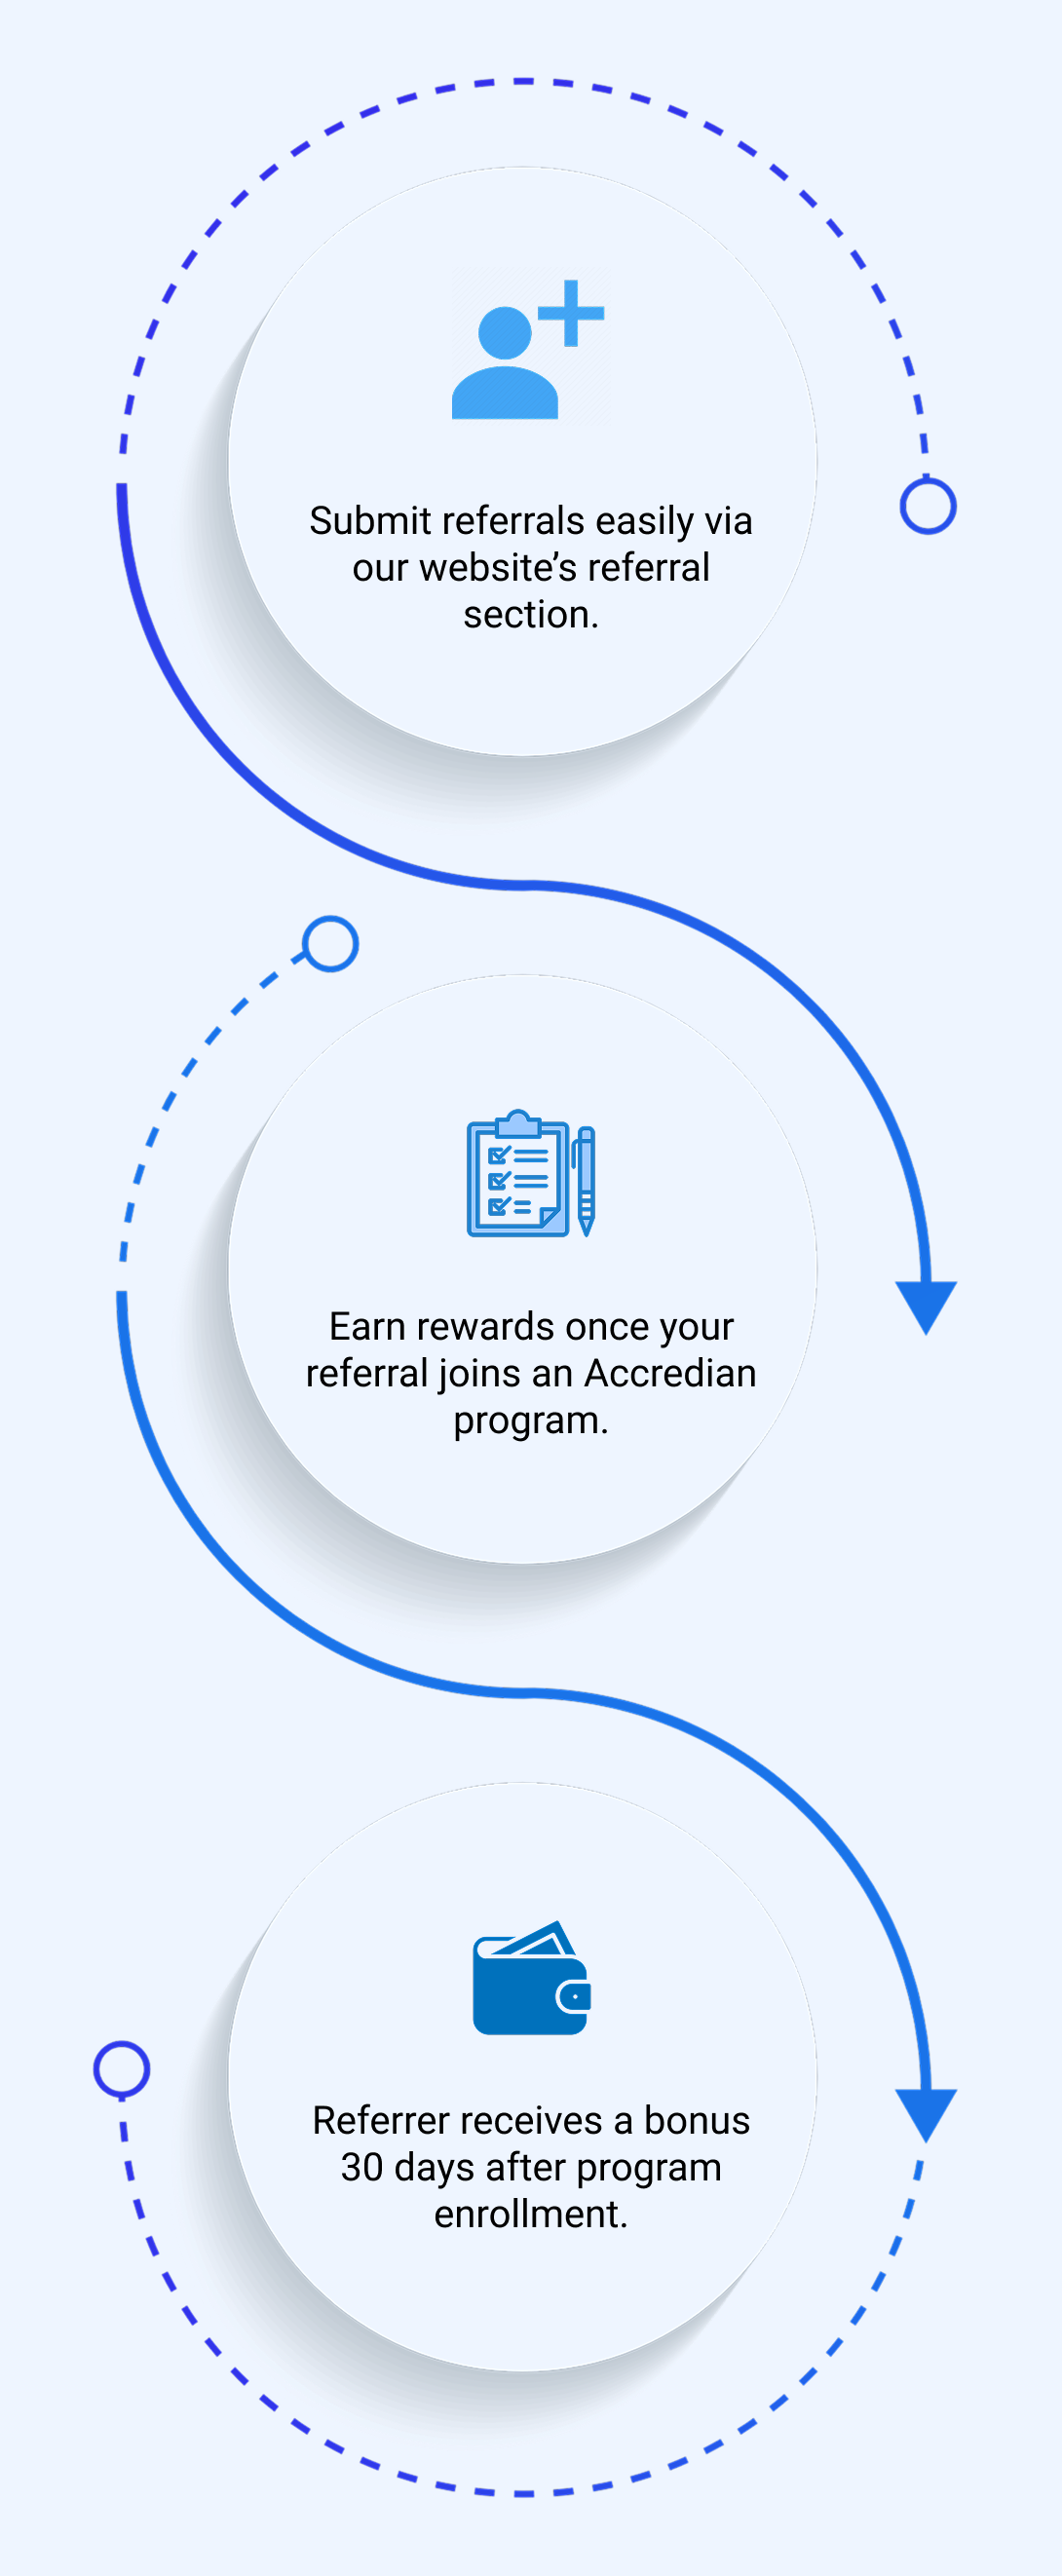 Submit referrals easily via
our website’s referral
section.
Earn rewards once your
referral joins an Accredian
program.
Referrer receives a bonus
30 days after program
enrollment.